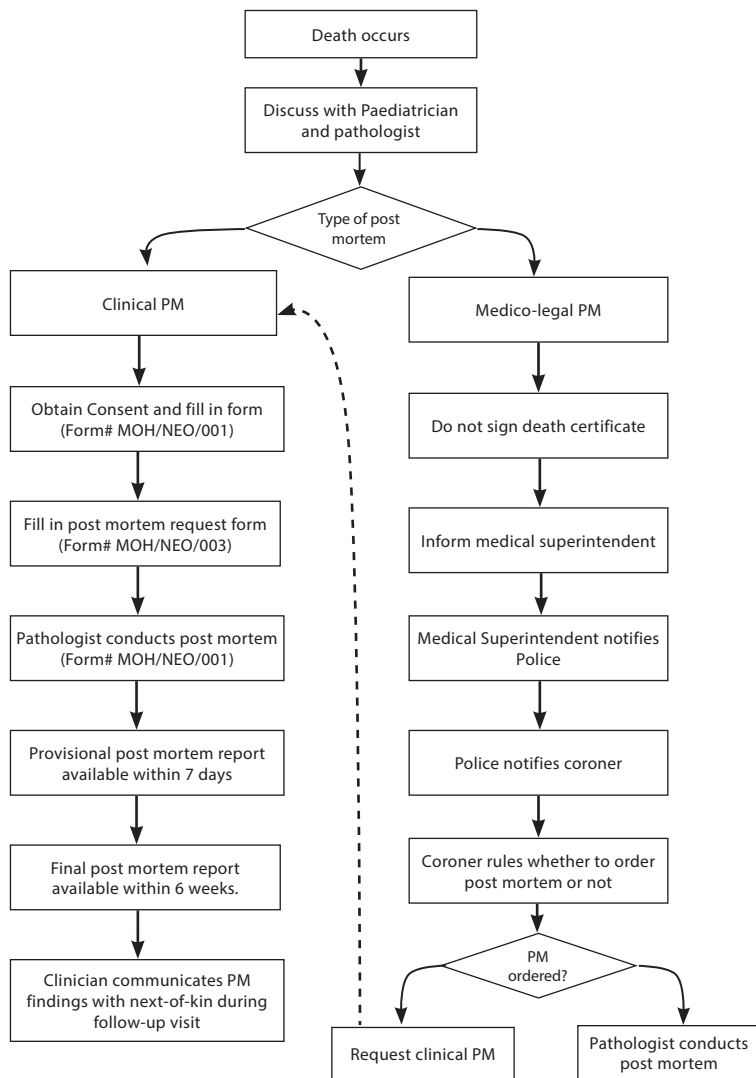 Death occurs
Discuss with Paediatrician
and pathologist
Type of post
mortem
Clinical PM
Obtain Consent and fill in form
(Form# MOH/NEO/001)
Fill in post mortem request form
(Form# MOH/NEO/003)
Pathologist conducts post mortem
(Form# MOH/NEO/001)
Provisional post mortem report
available within 7 days
Final post mortem report
available within 6 weeks.
Clinician communicates PM
findings with next-of-kin during
follow-up visit
Medico-legal PM
Do not sign death certificate
Inform medical superintendent
Medical Superintendent notifies
Police
Police notifies coroner
Coroner rules whether to order
post mortem or not
PM
ordered?
Request clinical PM
Pathologist conducts
post mortem